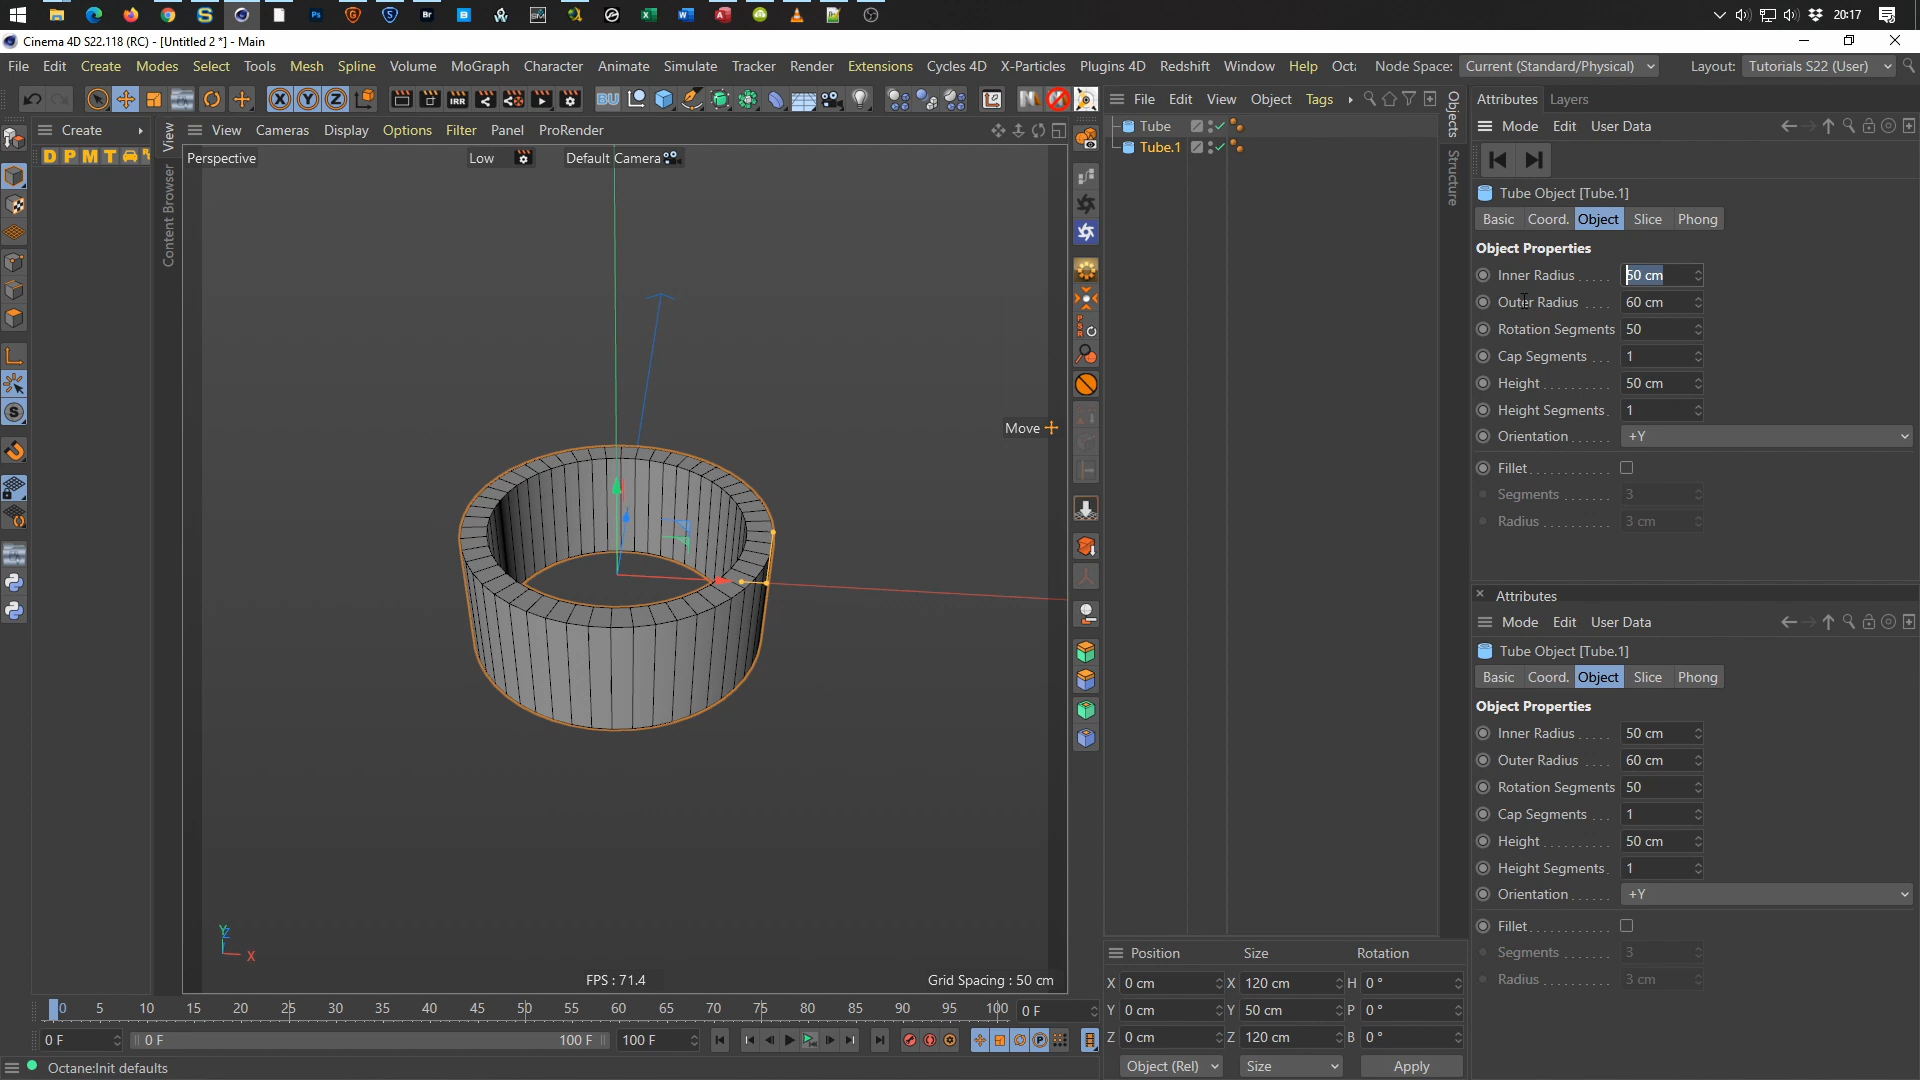 20:17
Cinema 4D S22.118 (RC) - [Untitled 2 *] - Main
File Edit Create Modes Select Tools Mesh Spline Volume MoGraph Character Animate Simulate Tracker Render Extensions Cycles 4D X-Particles Plugins 4D Redshift Window Help Octa Node Space: Current (Standard/Physical) Layout: Tutorials S22 (User)
File Edit View Object Tags
Attributes Layers
Create
View Cameras Display Options Filter Panel ProRender
Mode Edit User Data
D P M T
View
Content Browser
Perspective Low Default Camera
Move
FPS : 71.4
Grid Spacing : 50 cm
Y
Z
X
Tube
Tube.1
Objects
Structure
Tube Object [Tube.1]
Basic Coord. Object Slice Phong
Object Properties
Inner Radius . . . . . 50 cm
Outer Radius . . . . 60 cm
Rotation Segments 50
Cap Segments . . . 1
Height . . . . . . . . . . 50 cm
Height Segments . 1
Orientation . . . . . . +Y
Fillet . . . . . . . . . . . .
Segments . . . . . . . 3
Radius . . . . . . . . . . 3 cm
Attributes
Mode Edit User Data
Tube Object [Tube.1]
Basic Coord. Object Slice Phong
Object Properties
Inner Radius . . . . . 50 cm
Outer Radius . . . . 60 cm
Rotation Segments 50
Cap Segments . . . 1
Height . . . . . . . . . . 50 cm
Height Segments . 1
Orientation . . . . . . +Y
Fillet . . . . . . . . . . . .
Segments . . . . . . . 3
Radius . . . . . . . . . . 3 cm
Position Size Rotation
X 0 cm X 120 cm H 0 °
Y 0 cm Y 50 cm P 0 °
Z 0 cm Z 120 cm B 0 °
Object (Rel) Size Apply
0 5 10 15 20 25 30 35 40 45 50 55 60 65 70 75 80 85 90 95 100 0 F
0 F 0 F 100 F 100 F
Octane:Init defaults